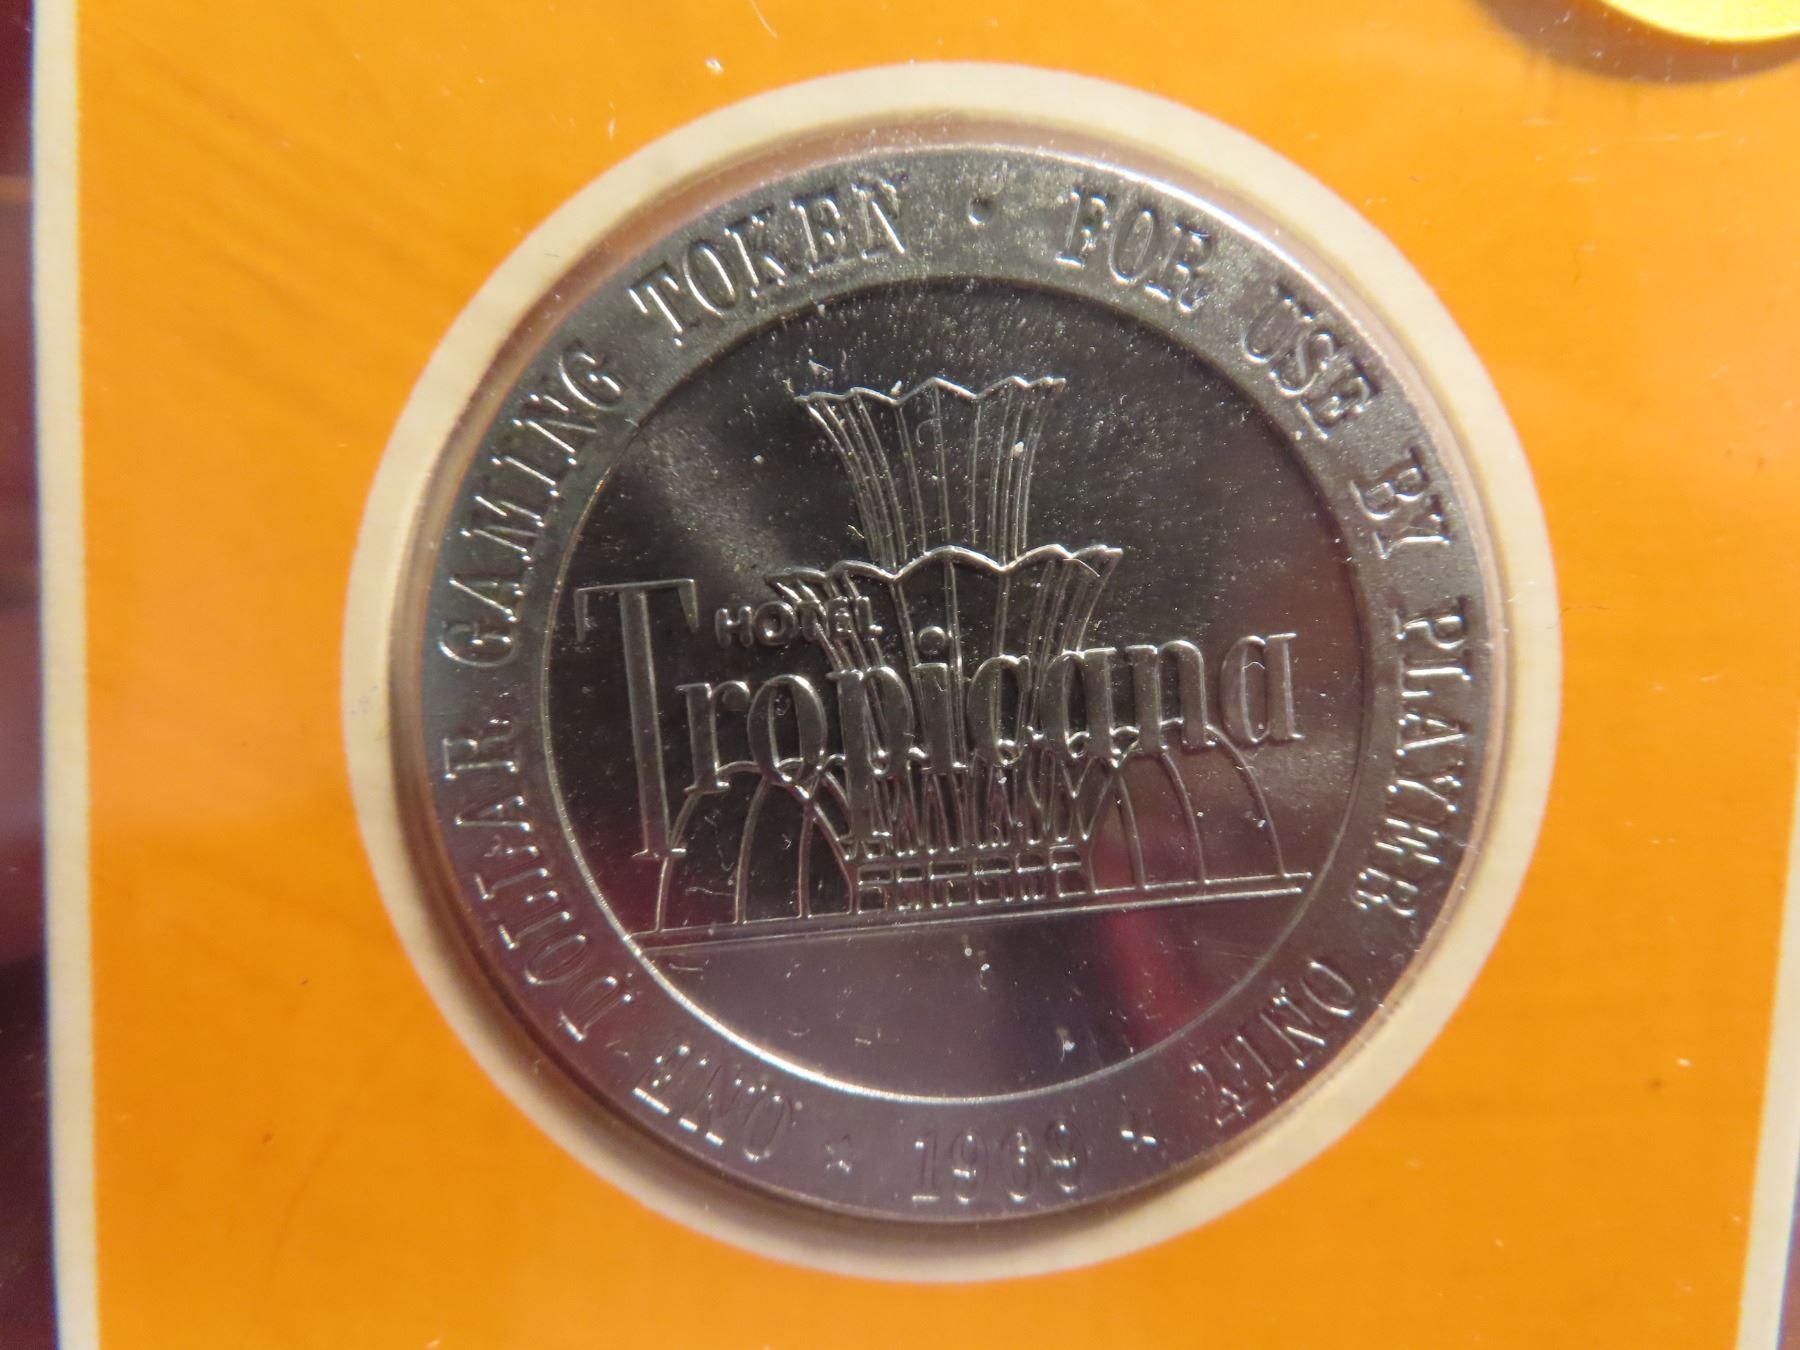 ONE DOLLAR GAMING TOKEN · FOR USE BY PLAYER ONLY
1969
HOTEL
Tropicana